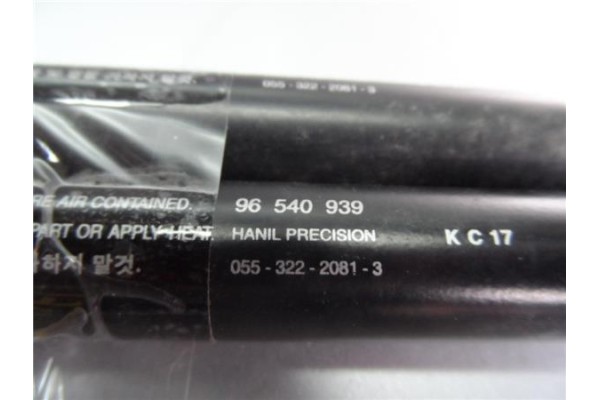 055 - 322 - 2081 - 3
RE AIR CONTAINED. 96 540 939
PART OR APPLY HEAT. HANIL PRECISION K C 17
하지 말것. 055 - 322 - 2081 - 3